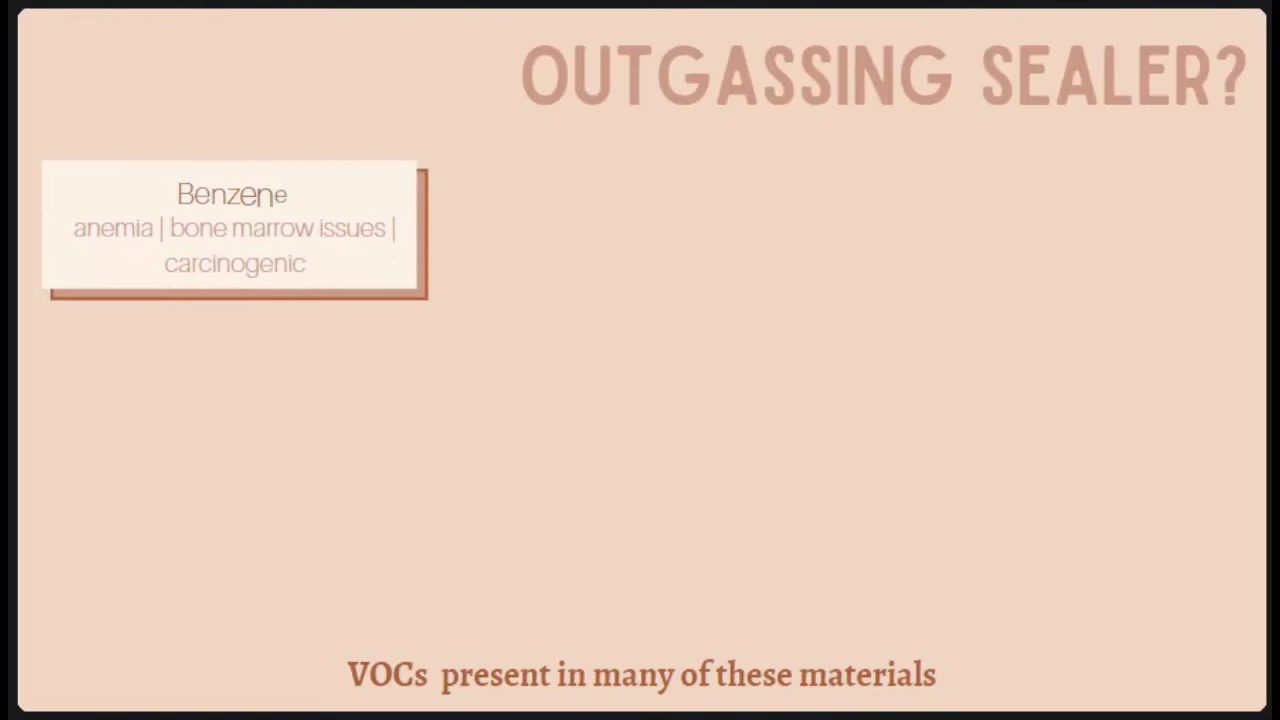 OUTGASSING SEALER?
Benzene
anemia | bone marrow issues |
carcinogenic
VOCs present in many of these materials